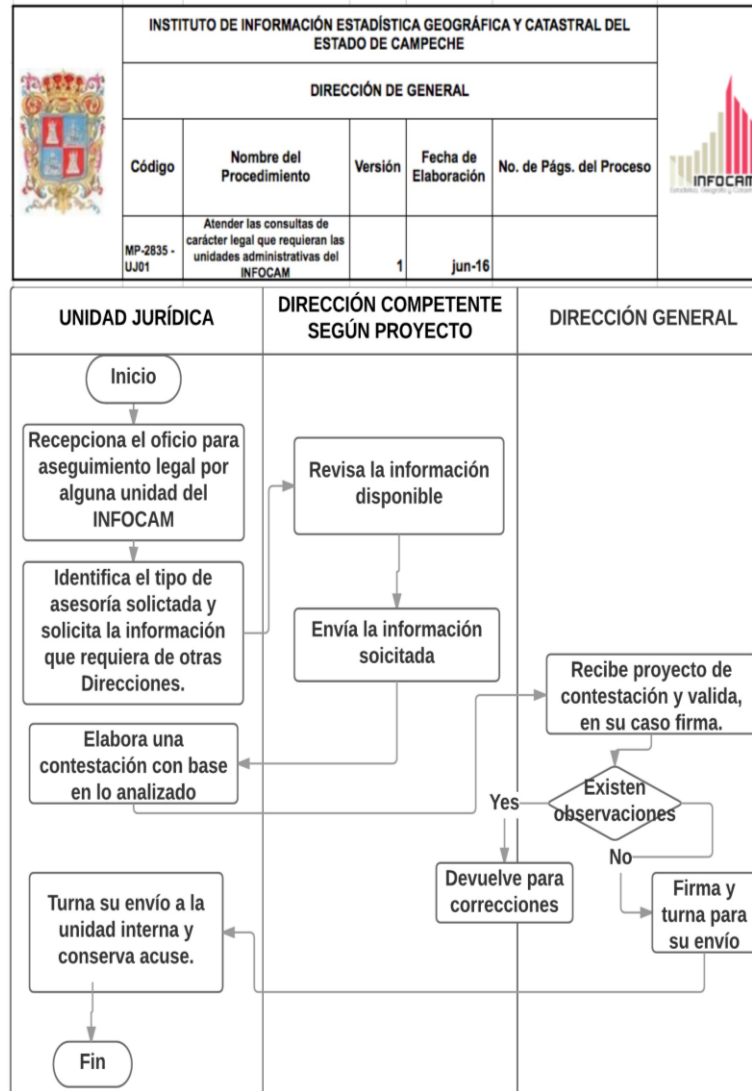 INSTITUTO DE INFORMACIÓN ESTADÍSTICA GEOGRÁFICA Y CATASTRAL DEL
ESTADO DE CAMPECHE
DIRECCIÓN DE GENERAL
Código
Nombre del
Procedimiento
Versión
Fecha de
Elaboración
No. de Págs. del Proceso
MP-2835 -
UJ01
Atender las consultas de
carácter legal que requieran las
unidades administrativas del
INFOCAM
1
jun-16
INFOCAM
UNIDAD JURÍDICA
DIRECCIÓN COMPETENTE
SEGÚN PROYECTO
DIRECCIÓN GENERAL
Inicio
Recepciona el oficio para
aseguimiento legal por
alguna unidad del
INFOCAM
Identifica el tipo de
asesoría solictada y
solicita la información
que requiera de otras
Direcciones.
Revisa la información
disponible
Envía la información
soicitada
Elabora una
contestación con base
en lo analizado
Recibe proyecto de
contestación y valida,
en su caso firma.
Existen
observaciones
Yes
No
Devuelve para
correcciones
Firma y
turna para
su envío
Turna su envío a la
unidad interna y
conserva acuse.
Fin